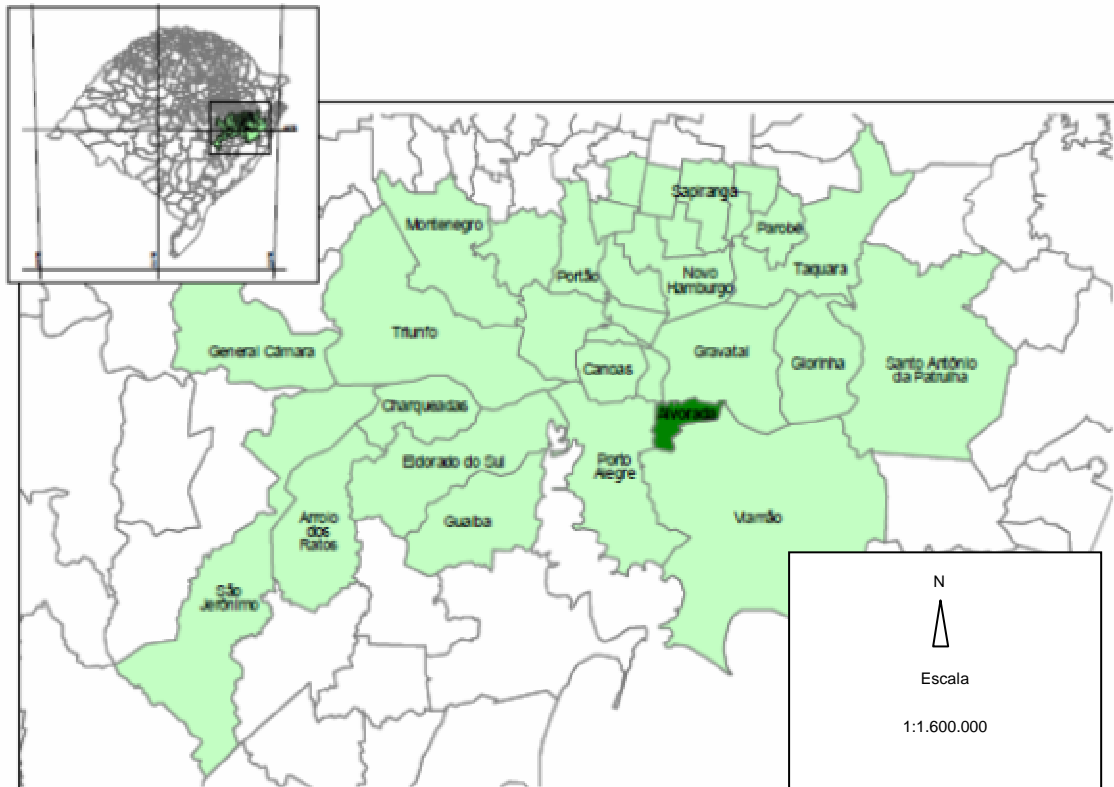 Sapiranga
Montenegro
Parobé
Portão
Novo
Hamburgo
Taquara
Triunfo
General Câmara
Canoas
Gravataí
Glorinha
Santo Antônio
da Patrulha
Charqueadas
Alvorada
Eldorado do Sul
Porto
Alegre
Guaíba
Viamão
Arroio
dos
Ratos
São
Jerônimo
N
Escala
1:1.600.000